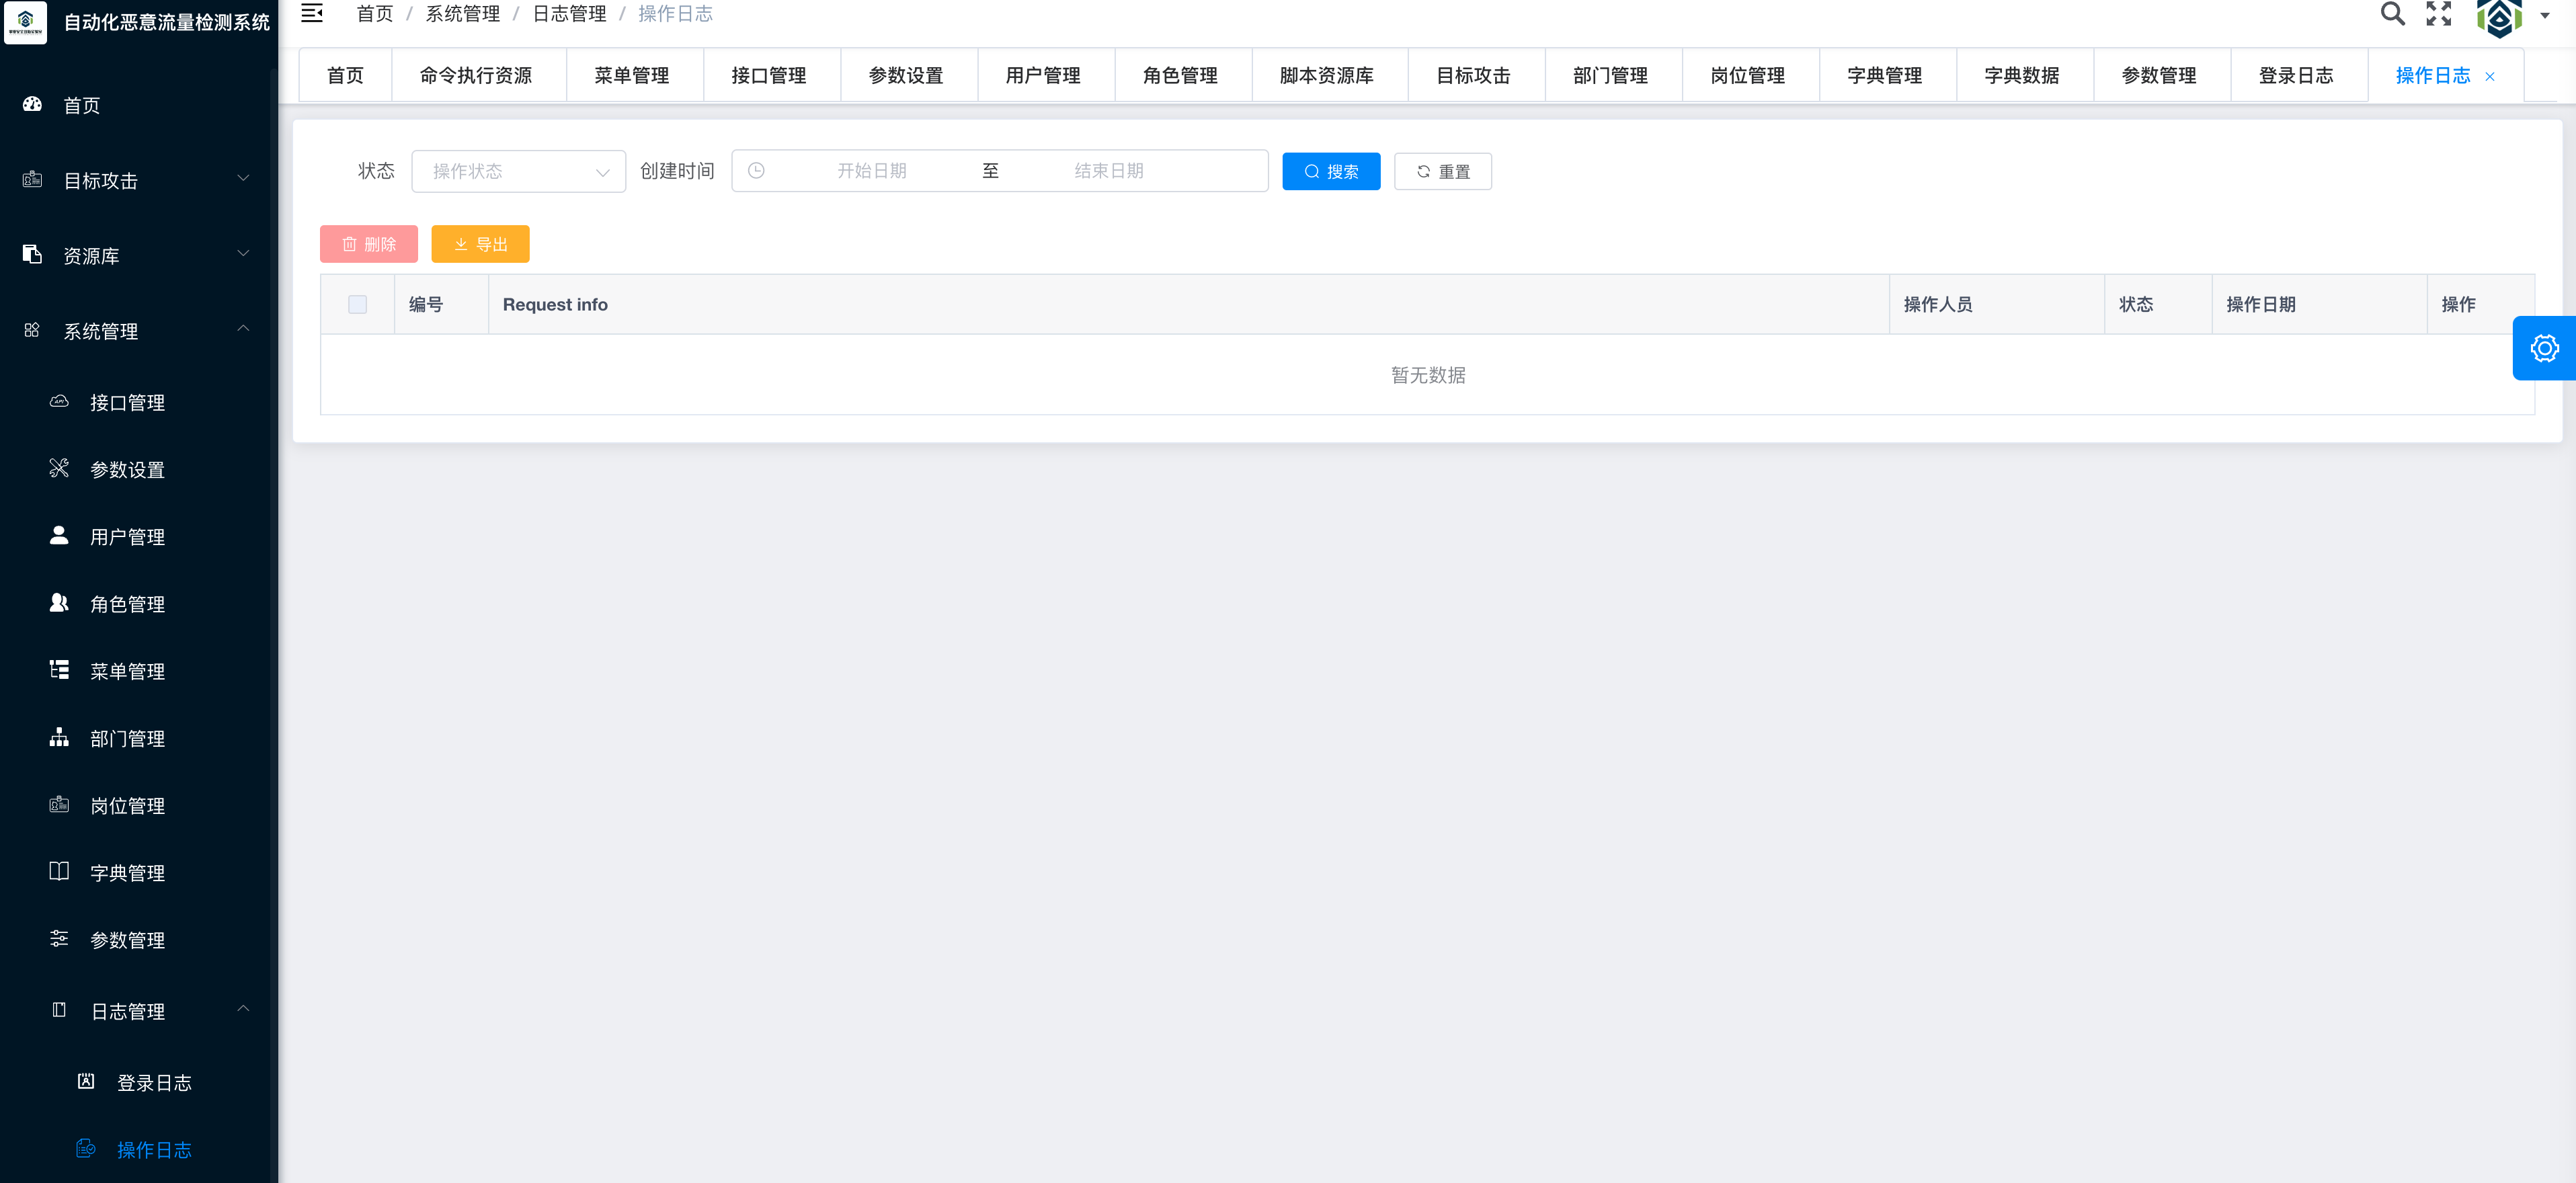 自动化恶意流量检测系统
首页
目标攻击
资源库
系统管理
接口管理
参数设置
用户管理
角色管理
菜单管理
部门管理
岗位管理
字典管理
参数管理
日志管理
登录日志
操作日志
首页 / 系统管理 / 日志管理 / 操作日志
首页 命令执行资源 菜单管理 接口管理 参数设置 用户管理 角色管理 脚本资源库 目标攻击 部门管理 岗位管理 字典管理 字典数据 参数管理 登录日志 操作日志
状态 操作状态 创建时间 开始日期 至 结束日期 搜索 重置
删除 导出
编号 Request info 操作人员 状态 操作日期 操作
暂无数据